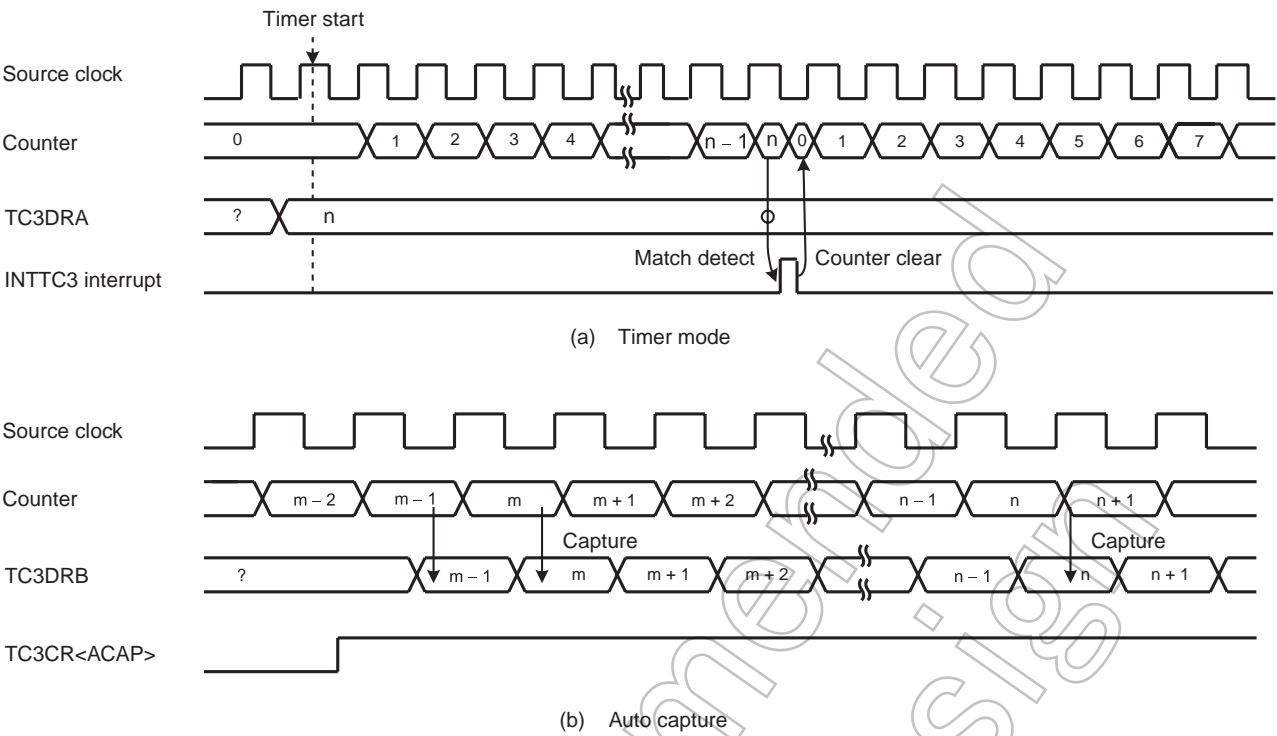 Timer start
Source clock
Counter 0 1 2 3 4 n – 1 n 0 1 2 3 4 5 6 7
TC3DRA ? n
Match detect Counter clear
INTTC3 interrupt
(a) Timer mode
Source clock
Counter m – 2 m – 1 m m + 1 m + 2 n – 1 n n + 1
Capture Capture
TC3DRB ? m – 1 m m + 1 m + 2 n – 1 n n + 1
TC3CR<ACAP>
(b) Auto capture
mended
sign